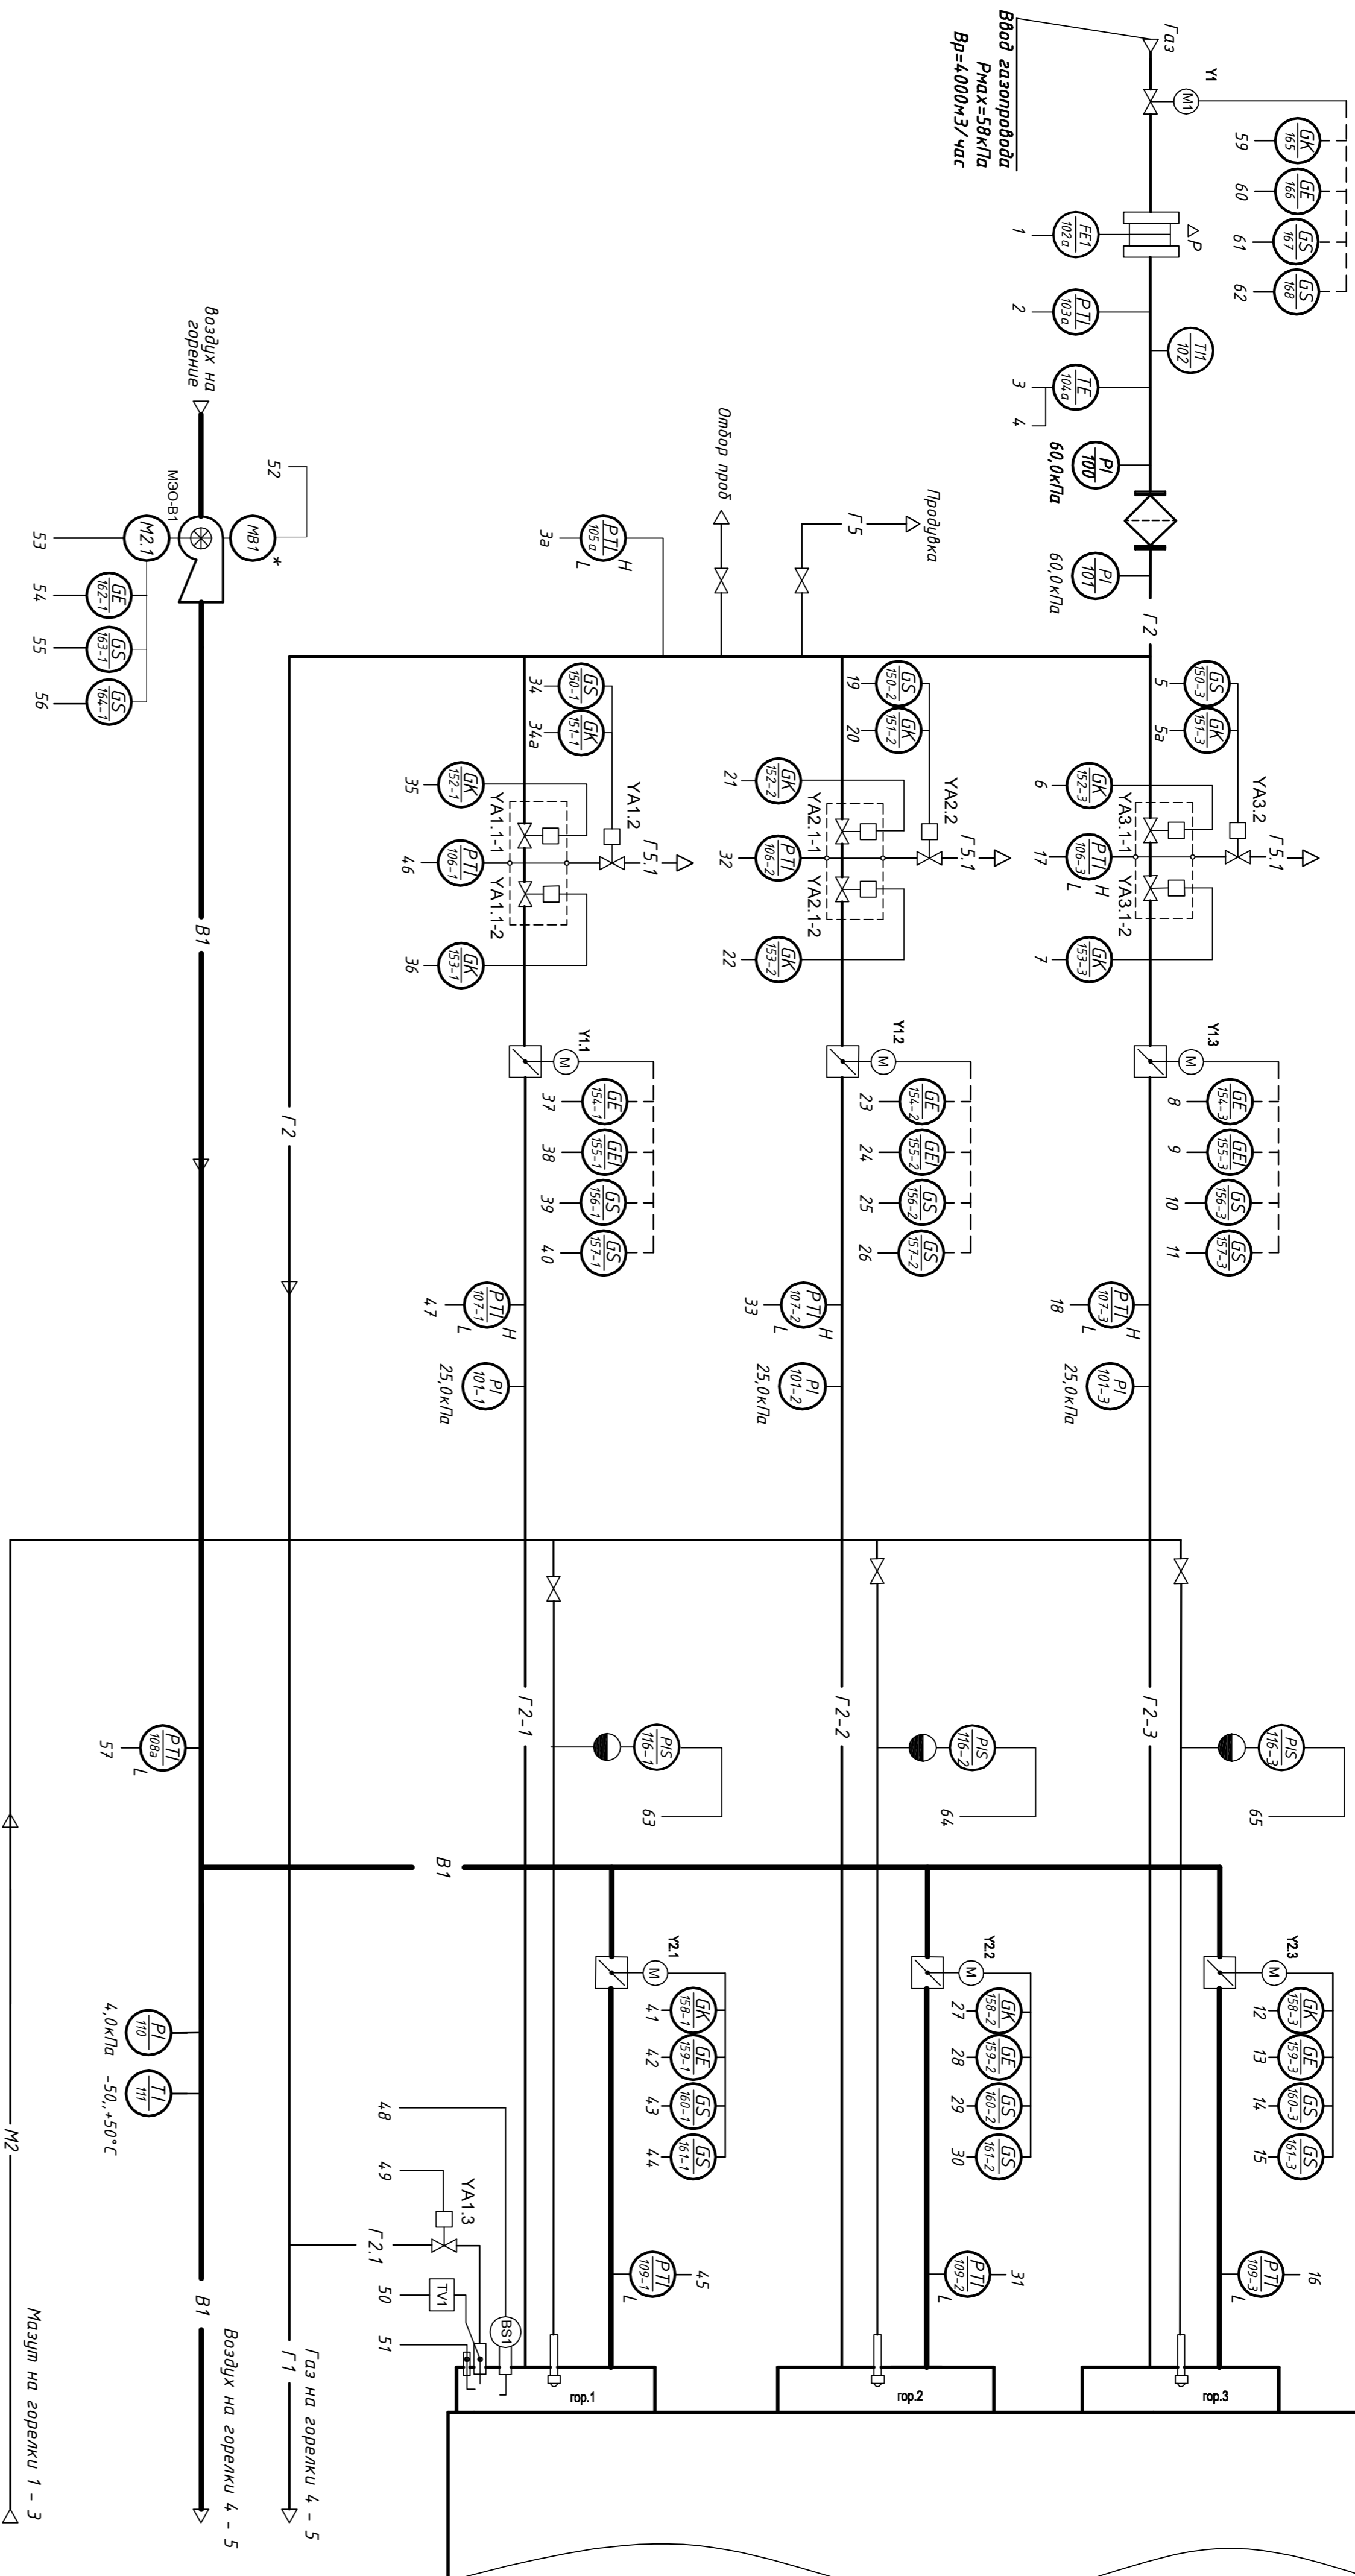 Газ
Y1
M1
GK
165
59
GE
166
60
GS
167
61
GS
168
62
Ввод газопровода
Pмах=58кПа
Вр=4000м3/час
ΔP
FE1
102а
1
PTI
103а
2
TI1
102
TE
104а
3
4
PI
100
60,0кПа
PI
101
60,0кПа
Г2
GS
150-3
5
GK
151-3
5а
YA3.2
Г5.1
GK
152-3
6
YA3.1-1
PTI
106-3
H
L
17
YA3.1-2
GK
153-3
7
Y1.3
M
GE
154-3
8
GEI
155-3
9
GS
156-3
10
GS
157-3
11
PTI
107-3
H
L
18
PI
101-3
25,0кПа
Г2-3
PIS
116-3
65
Y2.3
M
GK
158-3
12
GE
159-3
13
GS
160-3
14
GS
161-3
15
PTI
109-3
L
16
гор.3
Продувка
Г5
Отбор проб
PTI
105а
H
L
3а
GS
150-2
19
GK
151-2
20
YA2.2
Г5.1
GK
152-2
21
YA2.1-1
PTI
106-2
32
YA2.1-2
GK
153-2
22
Y1.2
M
GE
154-2
23
GEI
155-2
24
GS
156-2
25
GS
157-2
26
PTI
107-2
H
L
33
PI
101-2
25,0кПа
Г2-2
PIS
116-2
64
Y2.2
M
GK
158-2
27
GE
159-2
28
GS
160-2
29
GS
161-2
30
PTI
109-2
L
31
гор.2
GS
150-1
34
GK
151-1
34а
YA1.2
Г5.1
GK
152-1
35
YA1.1-1
PTI
106-1
46
YA1.1-2
GK
153-1
36
Y1.1
M
GE
154-1
37
GEI
155-1
38
GS
156-1
39
GS
157-1
40
PTI
107-1
H
L
47
PI
101-1
25,0кПа
Г2-1
PIS
116-1
63
В1
Y2.1
M
GK
158-1
41
GE
159-1
42
GS
160-1
43
GS
161-1
44
PTI
109-1
L
45
гор.1
48
BS1
49
YA1.3
Г2.1
50
TV1
51
Г2
Г1
Газ на горелки 4 - 5
воздух на
горение
52
МВ1
*
МЭО-В1
М2.1
53
GE
162-1
54
GS
163-1
55
GS
164-1
56
В1
PTI
108а
L
57
PI
110
4,0кПа
TI
111
-50,,+50°С
В1
Воздух на горелки 4 - 5
М2
Мазут на горелки 1 - 3